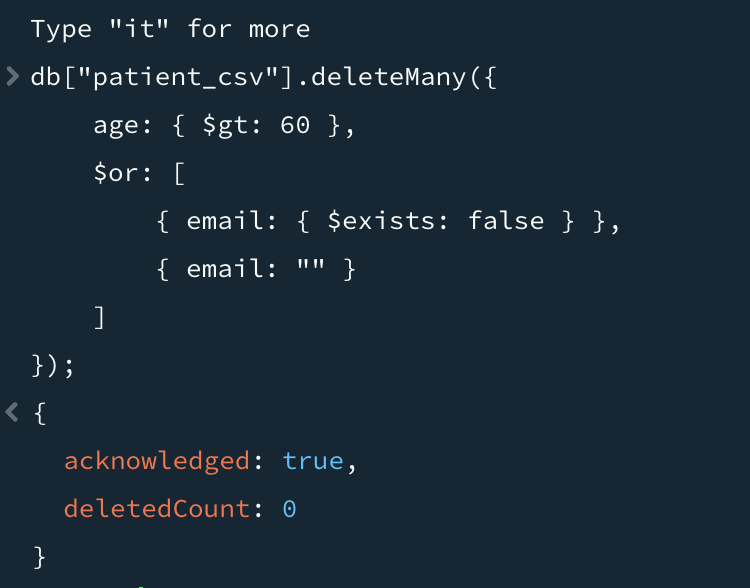 Type "it" for more
db["patient_csv"].deleteMany({
age: { $gt: 60 },
$or: [
{ email: { $exists: false } },
{ email: "" }
]
});
{
acknowledged: true,
deletedCount: 0
}